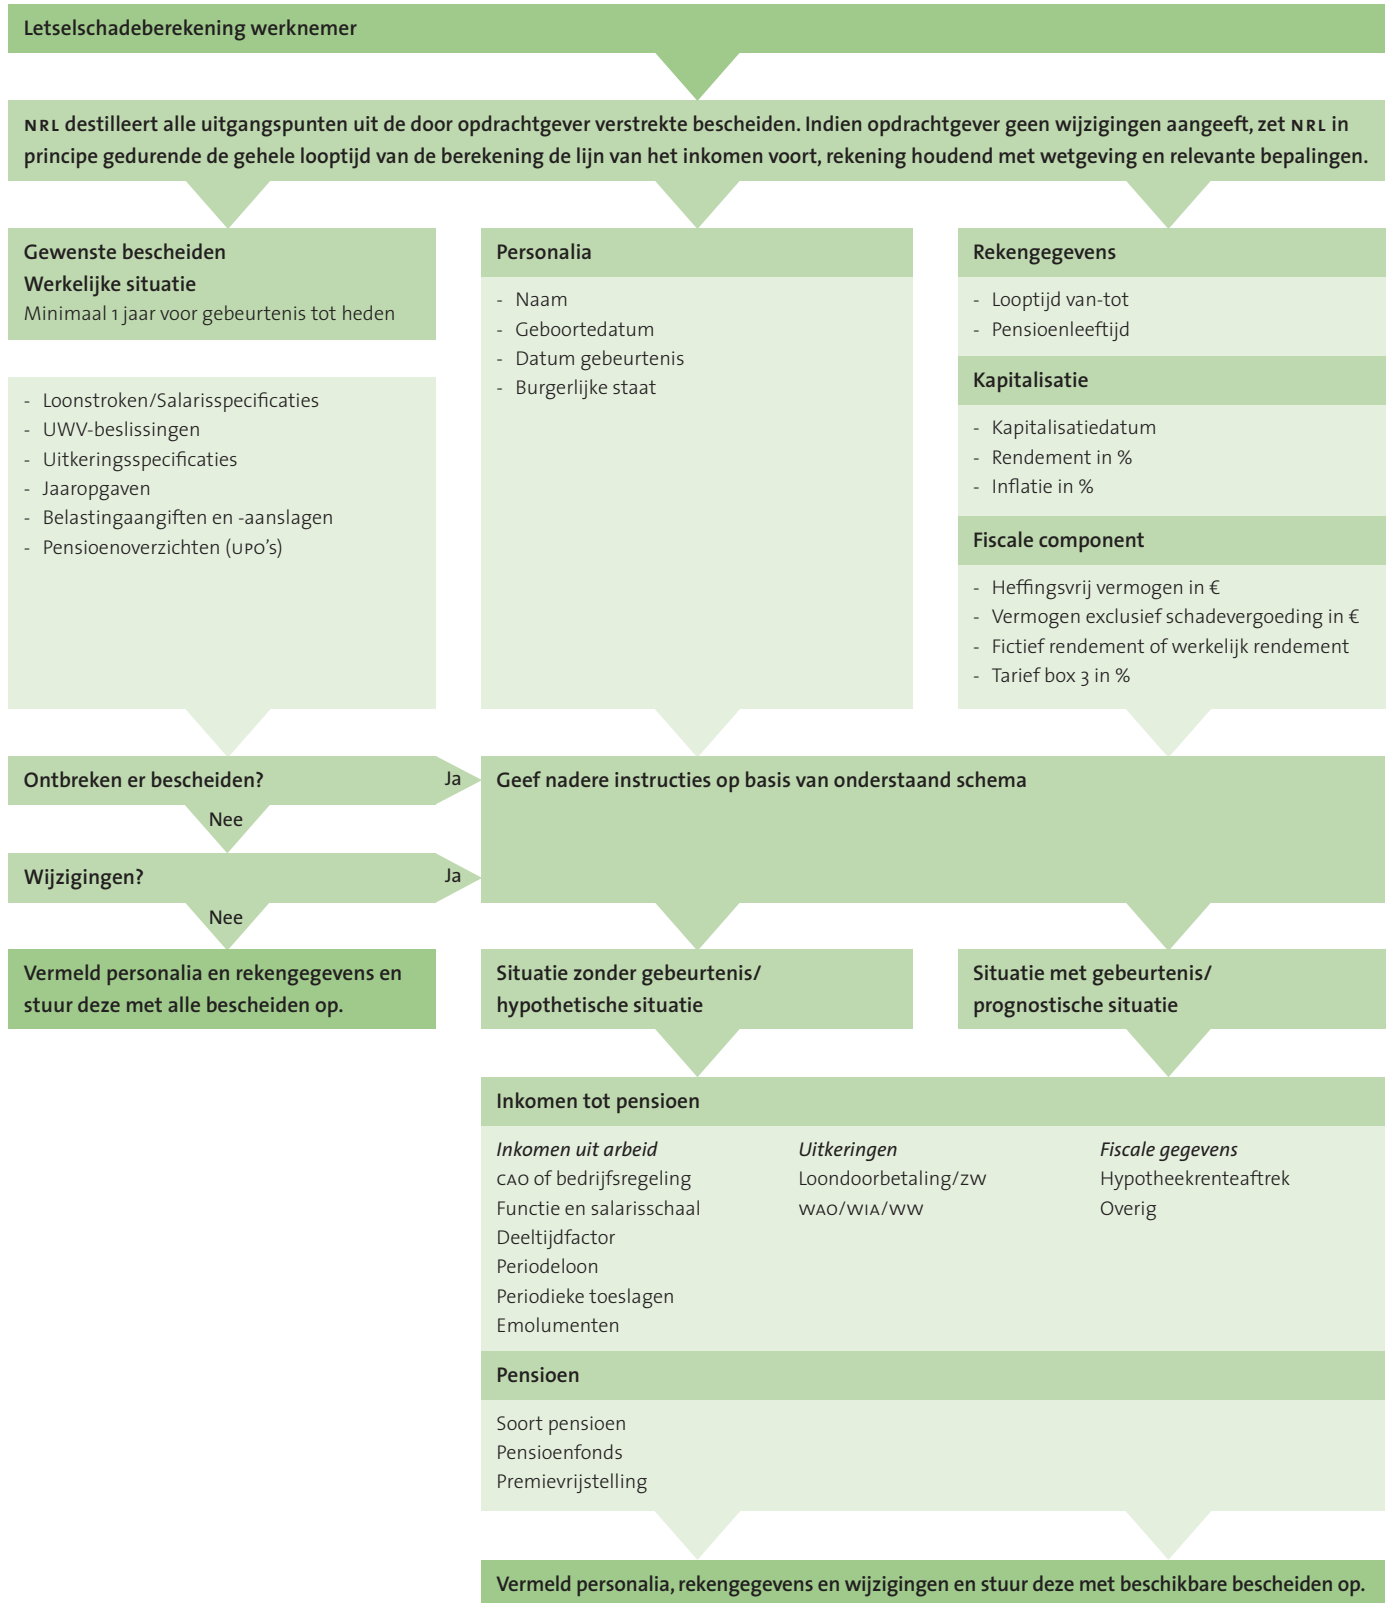 Letselschadeberekening werknemer
NRL destilleert alle uitgangspunten uit de door opdrachtgever verstrekte bescheiden. Indien opdrachtgever geen wijzigingen aangeeft, zet NRL in
principe gedurende de gehele looptijd van de berekening de lijn van het inkomen voort, rekening houdend met wetgeving en relevante bepalingen.
Gewenste bescheiden
Werkelijke situatie
Minimaal 1 jaar voor gebeurtenis tot heden
- Loonstroken/Salarisspecificaties
- UWV-beslissingen
- Uitkeringsspecificaties
- Jaaropgaven
- Belastingaangiften en -aanslagen
- Pensioenoverzichten (UPO's)
Personalia
- Naam
- Geboortedatum
- Datum gebeurtenis
- Burgerlijke staat
Rekengegevens
- Looptijd van-tot
- Pensioenleeftijd
Kapitalisatie
- Kapitalisatiedatum
- Rendement in %
- Inflatie in %
Fiscale component
- Heffingsvrij vermogen in €
- Vermogen exclusief schadevergoeding in €
- Fictief rendement of werkelijk rendement
- Tarief box 3 in %
Ontbreken er bescheiden?
Ja
Nee
Wijzigingen?
Ja
Nee
Vermeld personalia en rekengegevens en
stuur deze met alle bescheiden op.
Geef nadere instructies op basis van onderstaand schema
Situatie zonder gebeurtenis/
hypothetische situatie
Situatie met gebeurtenis/
prognostische situatie
Inkomen tot pensioen
Inkomen uit arbeid
CAO of bedrijfsregeling
Functie en salarisschaal
Deeltijdfactor
Periodeloon
Periodieke toeslagen
Emolumenten
Uitkeringen
Loondoorbetaling/ZW
WAO/WIA/WW
Fiscale gegevens
Hypotheekrenteaftrek
Overig
Pensioen
Soort pensioen
Pensioenfonds
Premievrijstelling
Vermeld personalia, rekengegevens en wijzigingen en stuur deze met beschikbare bescheiden op.